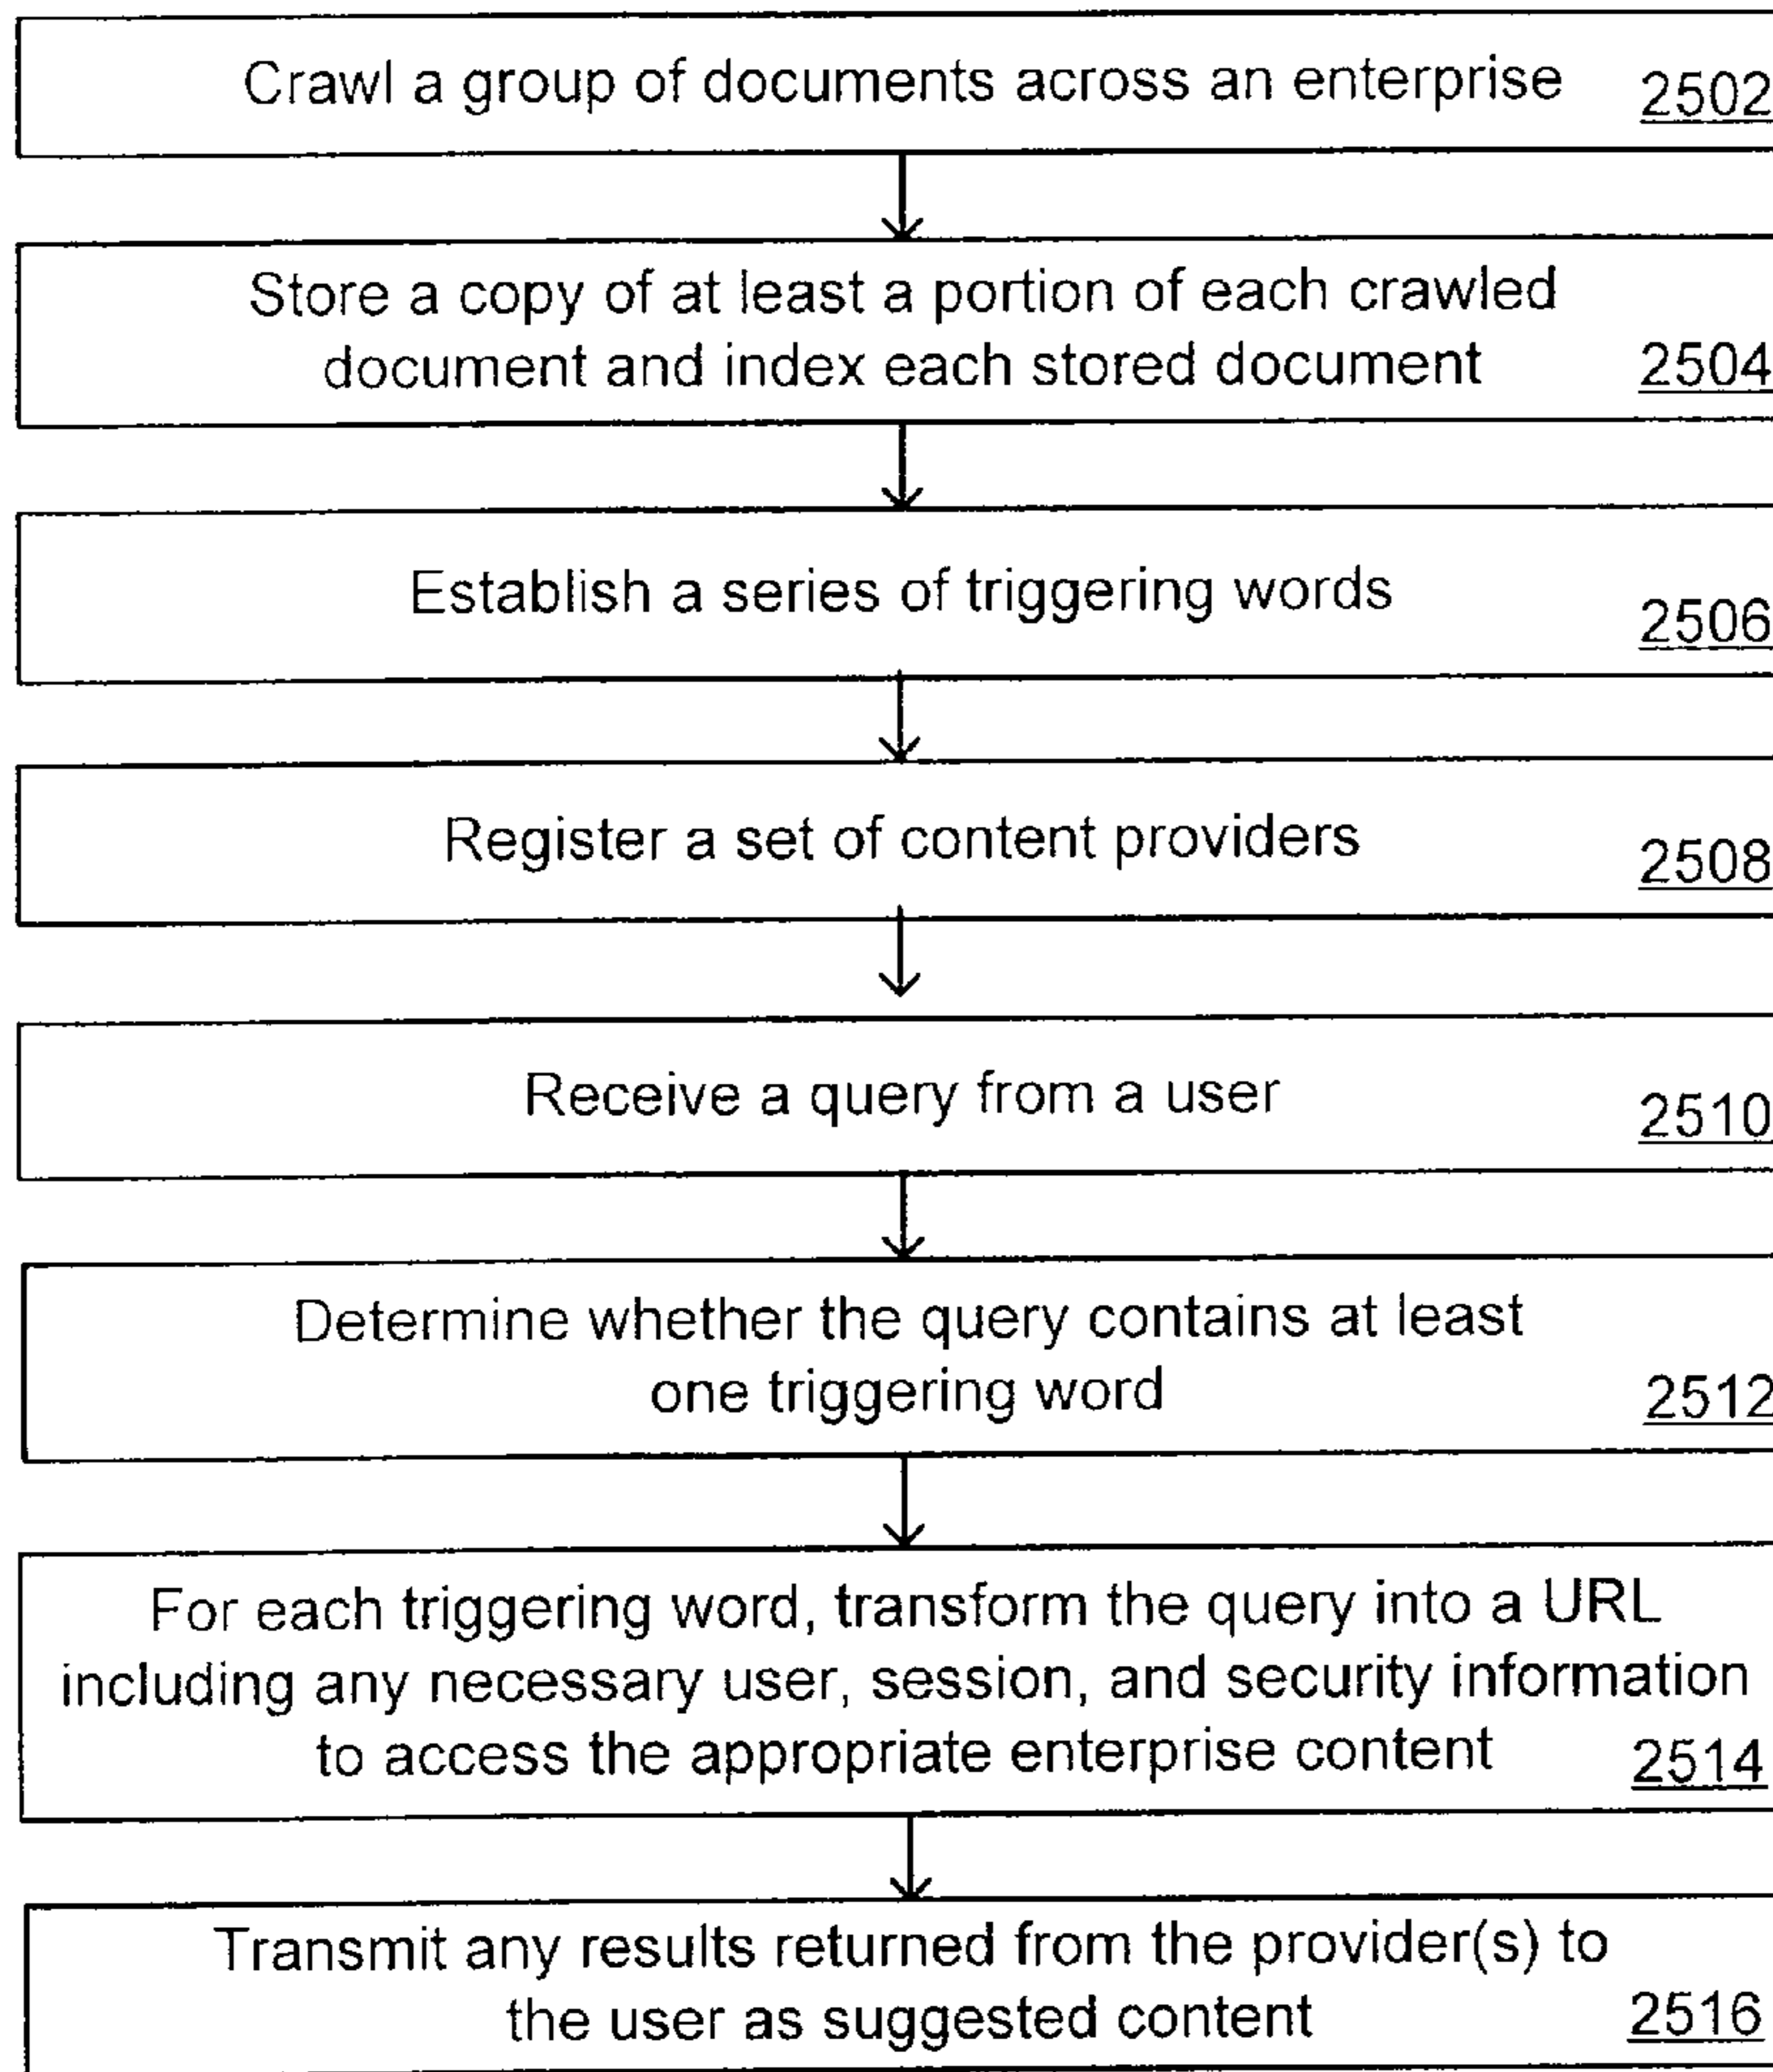 Crawl a group of documents across an enterprise 2502
Store a copy of at least a portion of each crawled
document and index each stored document 2504
Establish a series of triggering words 2506
Register a set of content providers 2508
Receive a query from a user 2510
Determine whether the query contains at least
one triggering word 2512
For each triggering word, transform the query into a URL
including any necessary user, session, and security information
to access the appropriate enterprise content 2514
Transmit any results returned from the provider(s) to
the user as suggested content 2516